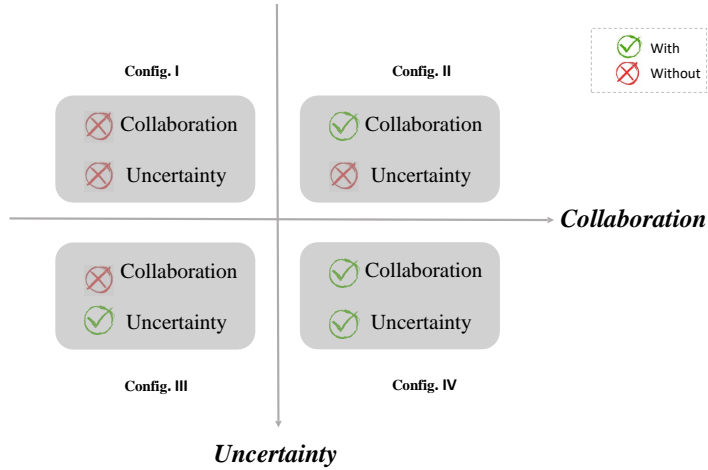 With
Without
Config. I
Config. II
Collaboration
Uncertainty
Collaboration
Uncertainty
Collaboration
Collaboration
Uncertainty
Collaboration
Uncertainty
Config. III
Config. IV
Uncertainty